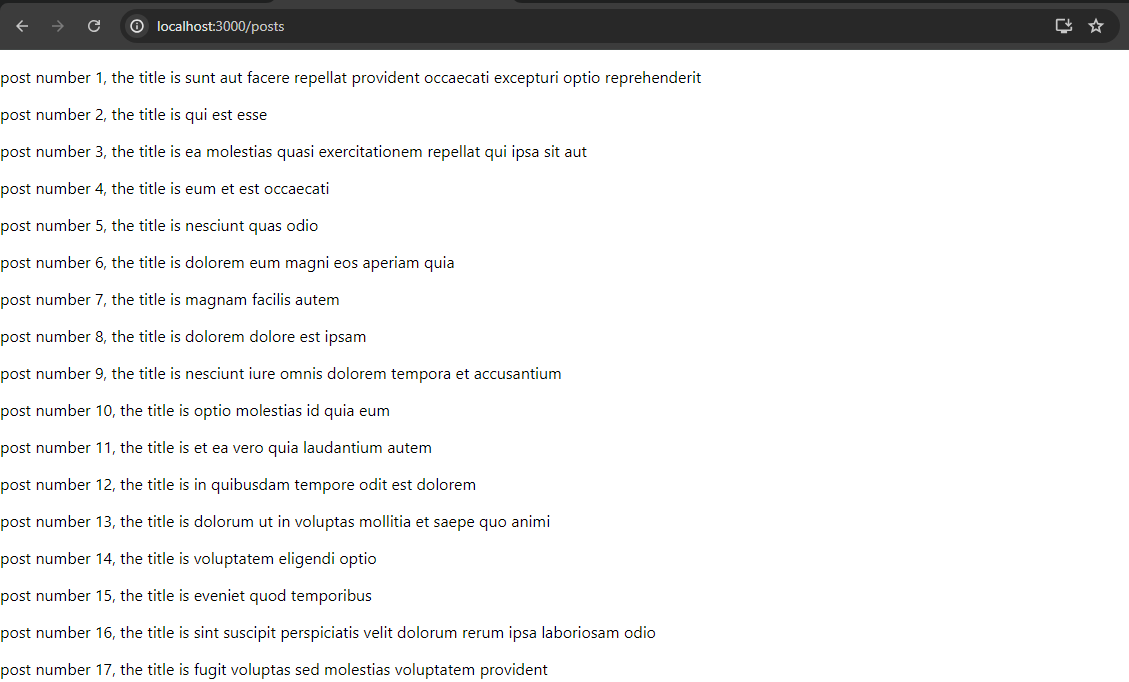 localhost:3000/posts
post number 1, the title is sunt aut facere repellat provident occaecati excepturi optio reprehenderit
post number 2, the title is qui est esse
post number 3, the title is ea molestias quasi exercitationem repellat qui ipsa sit aut
post number 4, the title is eum et est occaecati
post number 5, the title is nesciunt quas odio
post number 6, the title is dolorem eum magni eos aperiam quia
post number 7, the title is magnam facilis autem
post number 8, the title is dolorem dolore est ipsam
post number 9, the title is nesciunt iure omnis dolorem tempora et accusantium
post number 10, the title is optio molestias id quia eum
post number 11, the title is et ea vero quia laudantium autem
post number 12, the title is in quibusdam tempore odit est dolorem
post number 13, the title is dolorum ut in voluptas mollitia et saepe quo animi
post number 14, the title is voluptatem eligendi optio
post number 15, the title is eveniet quod temporibus
post number 16, the title is sint suscipit perspiciatis velit dolorum rerum ipsa laboriosam odio
post number 17, the title is fugit voluptas sed molestias voluptatem provident